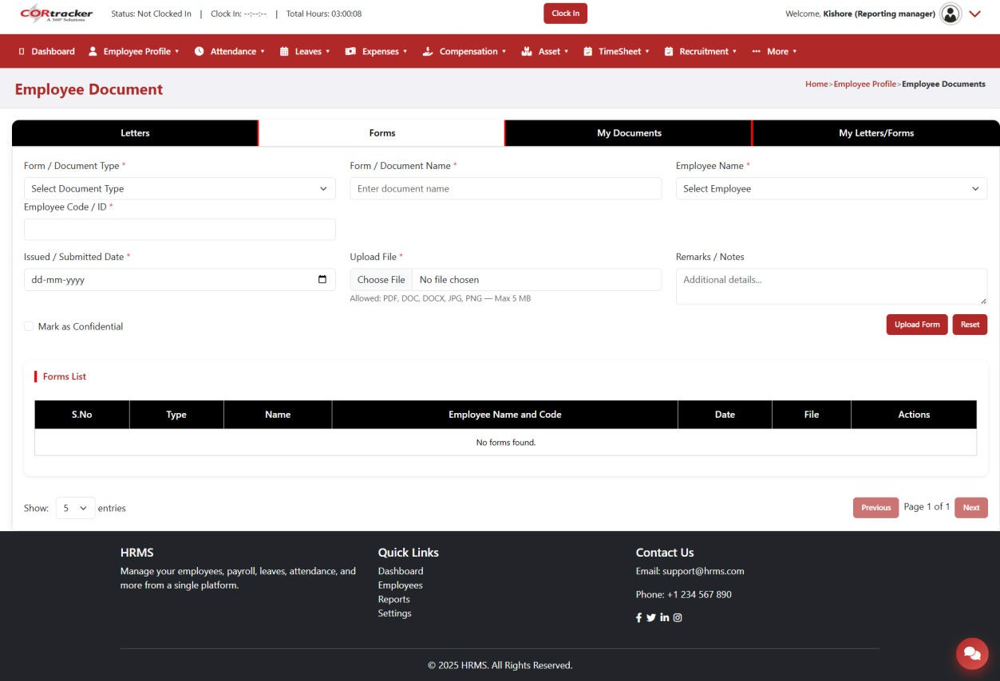 CORtracker
A 360° Solutions
Status: Not Clocked In | Clock In: --:--:-- | Total Hours: 03:00:08
Clock In
Welcome, Kishore (Reporting manager)
Dashboard Employee Profile Attendance Leaves Expenses Compensation Asset TimeSheet Recruitment More
Employee Document
Home > Employee Profile > Employee Documents
Letters Forms My Documents My Letters/Forms
Form / Document Type * Form / Document Name * Employee Name *
Select Document Type Enter document name Select Employee
Employee Code / ID *
Issued / Submitted Date * Upload File * Remarks / Notes
dd-mm-yyyy Choose File No file chosen Additional details...
Allowed: PDF, DOC, DOCX, JPG, PNG — Max 5 MB
Mark as Confidential Upload Form Reset
Forms List
S.No Type Name Employee Name and Code Date File Actions
No forms found.
Show: 5 entries Previous Page 1 of 1 Next
HRMS Quick Links Contact Us
Manage your employees, payroll, leaves, attendance, and
more from a single platform.
Dashboard
Employees
Reports
Settings
Email: support@hrms.com
Phone: +1 234 567 890
© 2025 HRMS. All Rights Reserved.